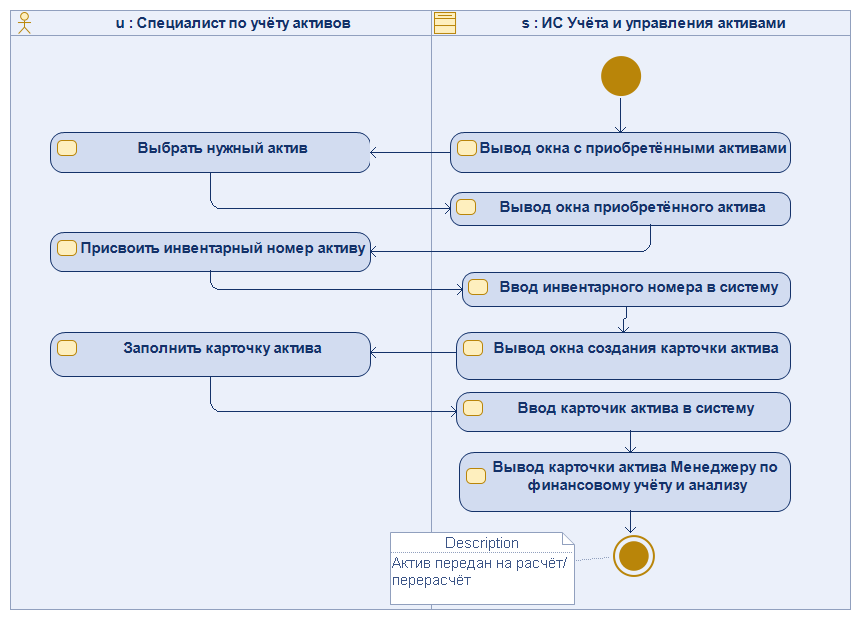 u : Специалист по учёту активов
s : ИС Учёта и управления активами
Выбрать нужный актив
Вывод окна с приобретёнными активами
Вывод окна приобретённого актива
Присвоить инвентарный номер активу
Ввод инвентарного номера в систему
Заполнить карточку актива
Вывод окна создания карточки актива
Ввод карточик актива в систему
Вывод карточки актива Менеджеру по
финансовому учёту и анализу
Description
Актив передан на расчёт/
перерасчёт